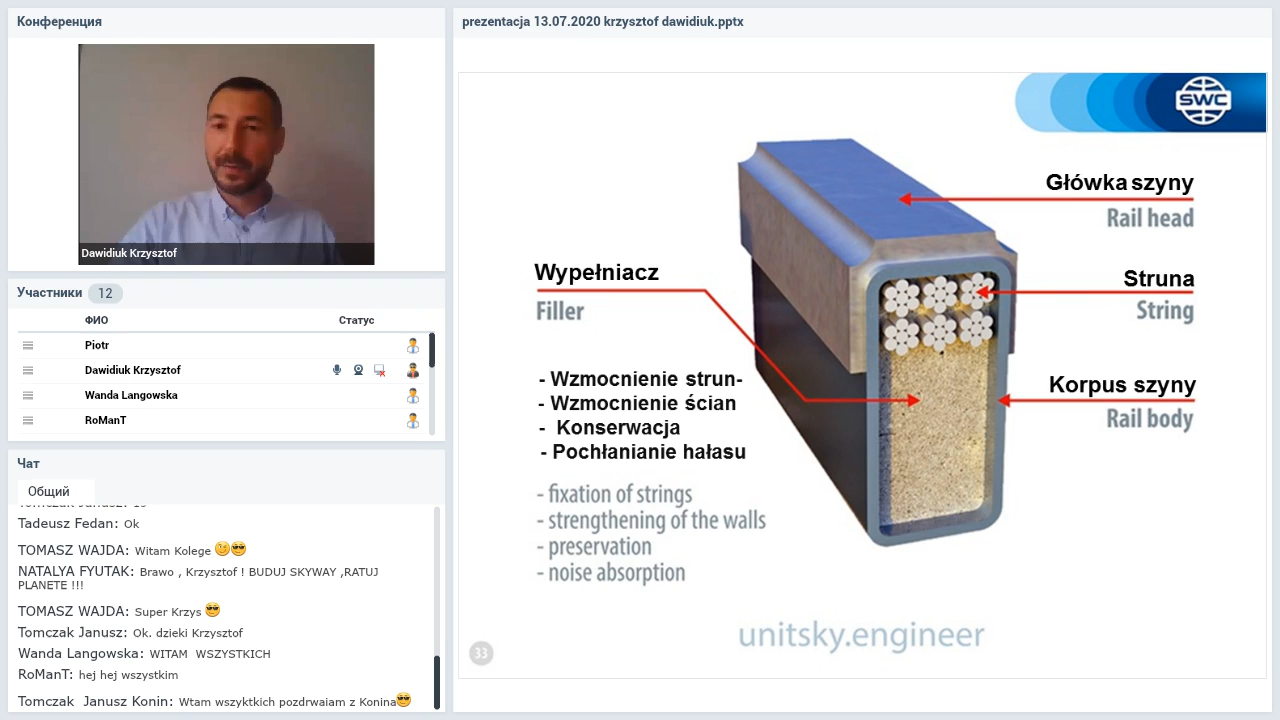 Конференция
Dawidiuk Krzysztof
Участники 12
ФИО Статус
Piotr
Dawidiuk Krzysztof
Wanda Langowska
RoManT
Чат
Общий
Tadeusz Fedan: Ok
TOMASZ WAJDA: Witam Kolege
NATALYA FYUTAK: Brawo , Krzysztof ! BUDUJ SKYWAY ,RATUJ
PLANETE !!!
TOMASZ WAJDA: Super Krzys
Tomczak Janusz: Ok. dzieki Krzysztof
Wanda Langowska: WITAM WSZYSTKICH
RoManT: hej hej wszystkim
Tomczak Janusz Konin: Wtam wszyktkich pozdrwaiam z Konina
prezentacja 13.07.2020 krzysztof dawidiuk.pptx
SWC
Główka szyny
Rail head
Wypełniacz
Filler
Struna
String
Korpus szyny
Rail body
- Wzmocnienie strun-
- Wzmocnienie ścian
- Konserwacja
- Pochłanianie hałasu
- fixation of strings
- strengthening of the walls
- preservation
- noise absorption
unitsky.engineer
33